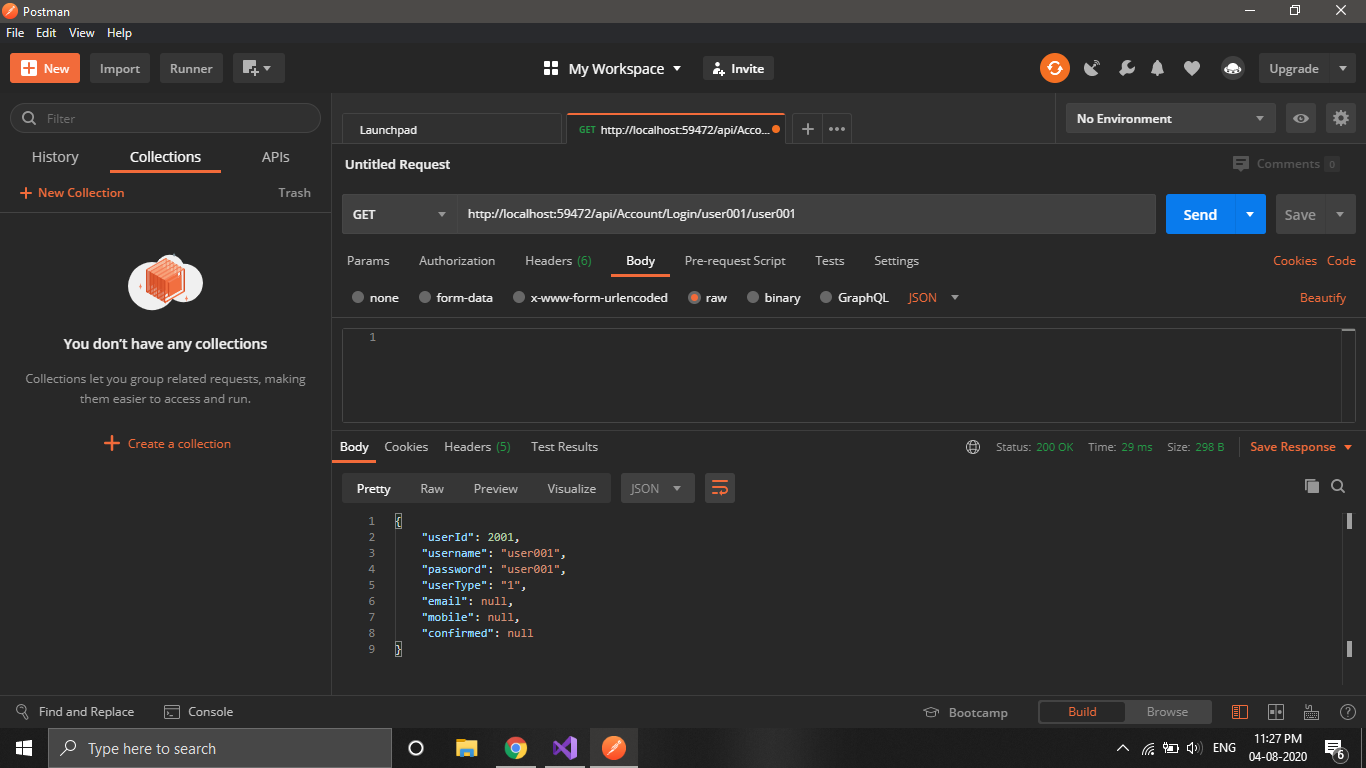 Postman
File Edit View Help
New Import Runner My Workspace Invite Upgrade
Filter
History Collections APIs
New Collection Trash
You don't have any collections
Collections let you group related requests, making
them easier to access and run.
Create a collection
Launchpad GET http://localhost:59472/api/Acco... No Environment
Untitled Request Comments 0
GET http://localhost:59472/api/Account/Login/user001/user001 Send Save
Params Authorization Headers (6) Body Pre-request Script Tests Settings Cookies Code
none form-data x-www-form-urlencoded raw binary GraphQL JSON Beautify
1
Body Cookies Headers (5) Test Results Status: 200 OK Time: 29 ms Size: 298 B Save Response
Pretty Raw Preview Visualize JSON
1 {
2 "userId": 2001,
3 "username": "user001",
4 "password": "user001",
5 "userType": "1",
6 "email": null,
7 "mobile": null,
8 "confirmed": null
9 }
Find and Replace Console Bootcamp Build Browse
Type here to search ENG 11:27 PM
04-08-2020 6